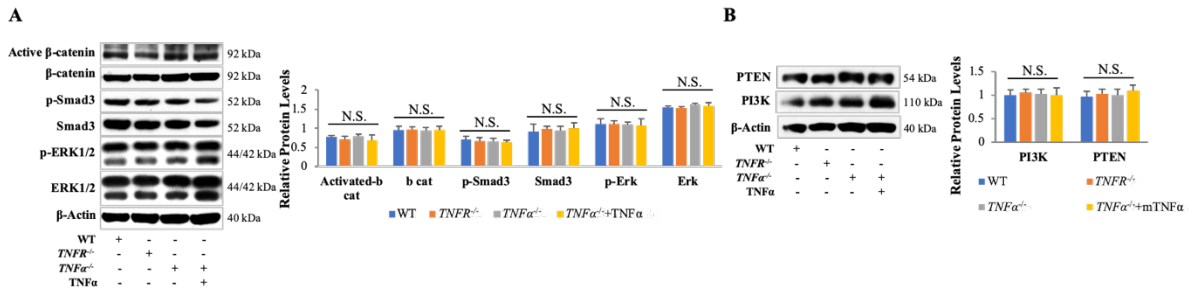 A
Active β-catenin 92 kDa
β-catenin 92 kDa
p-Smad3 52 kDa
Smad3 52 kDa
p-ERK1/2 44/42 kDa
ERK1/2 44/42 kDa
β-Actin 40 kDa
WT + - - -
TNFR-/- - + - -
TNFα-/- - - + +
TNFα - - - +
Relative Protein Levels
2
1.5
1
0.5
0
N.S. N.S. N.S. N.S. N.S. N.S.
Activated-b cat b cat p-Smad3 Smad3 p-Erk Erk
WT TNFR-/- TNFα-/- TNFα-/-+TNFα
B
PTEN 54 kDa
PI3K 110 kDa
β-Actin 40 kDa
WT + - - -
TNFR-/- - + - -
TNFα-/- - - + +
TNFα - - - +
Relative Protein Levels
1.5
1
0.5
0
N.S. N.S.
PI3K PTEN
WT TNFR-/-
TNFα-/- TNFα-/-+mTNFα